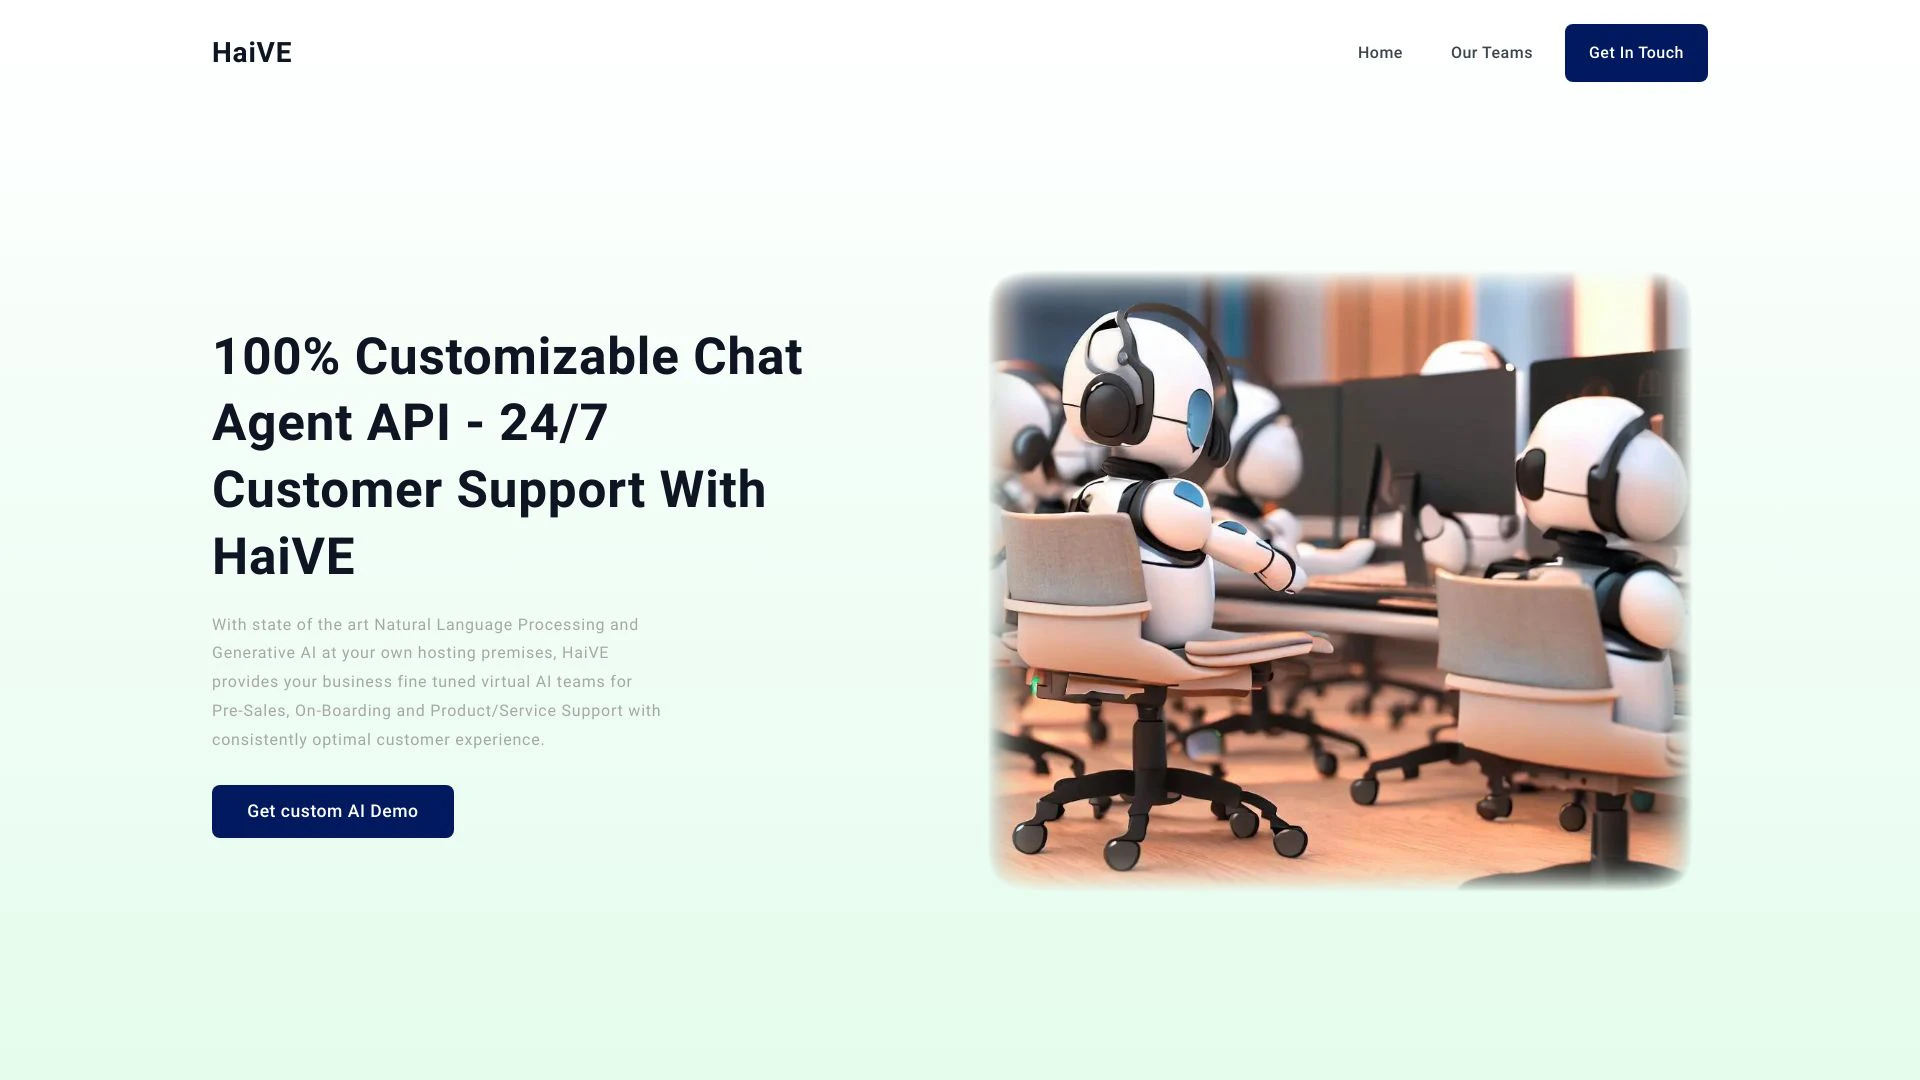 HaiVE
Home
Our Teams
Get In Touch
100% Customizable Chat
Agent API - 24/7
Customer Support With
HaiVE
With state of the art Natural Language Processing and
Generative AI at your own hosting premises, HaiVE
provides your business fine tuned virtual AI teams for
Pre-Sales, On-Boarding and Product/Service Support with
consistently optimal customer experience.
Get custom AI Demo